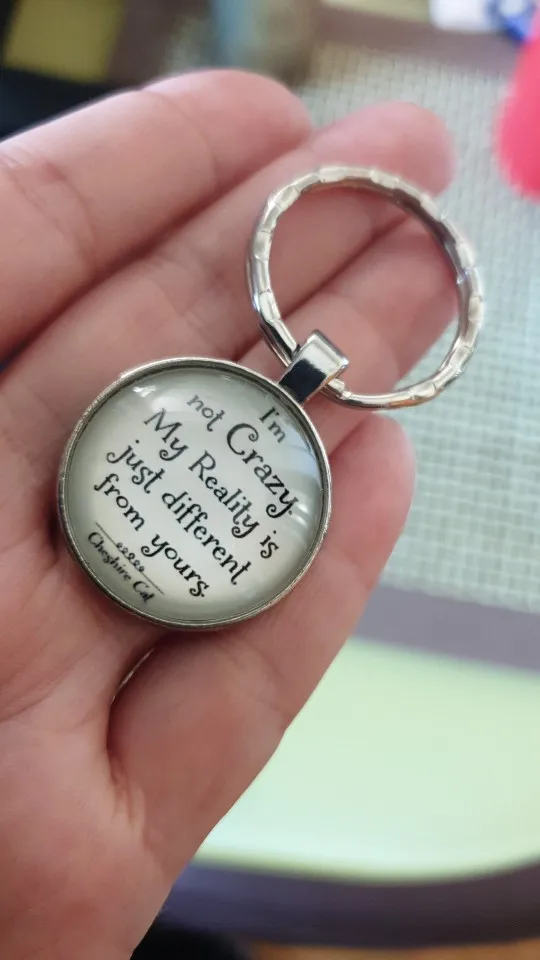 I'm
not Crazy.
My Reality is
just different
from yours.
Cheshire Cat